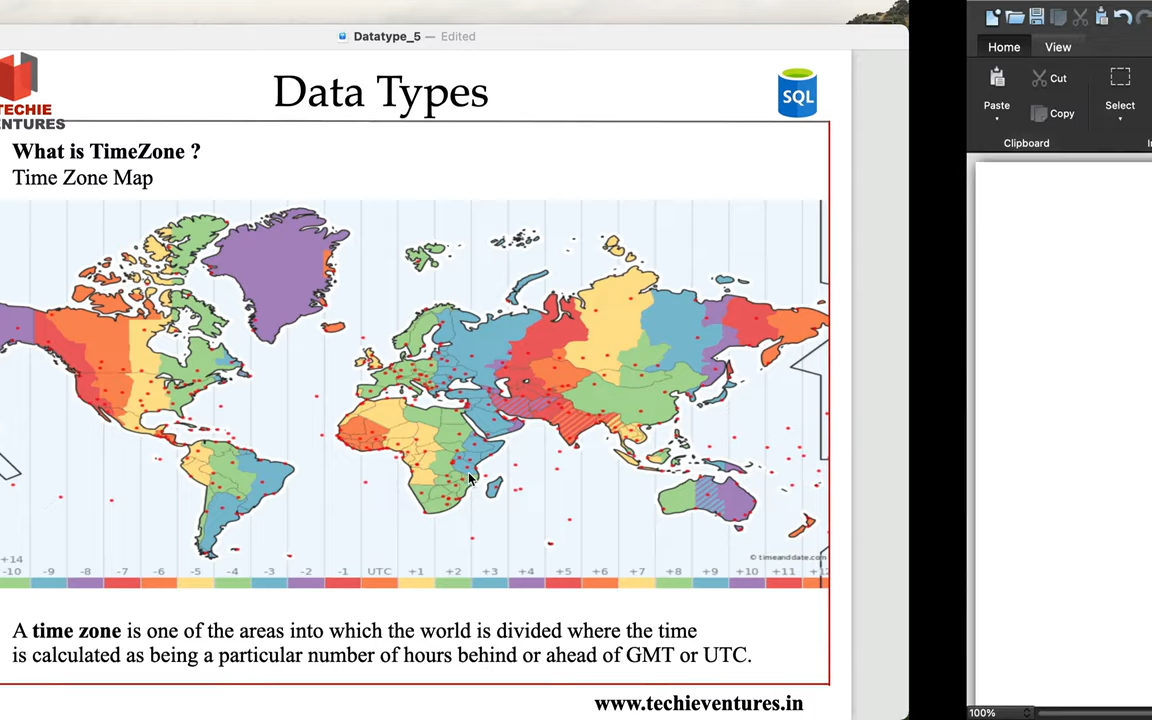 Datatype_5 — Edited
Home View
Cut
Paste
Copy
Select
Clipboard
TECHIE
ENTURES
Data Types
SQL
What is TimeZone ?
Time Zone Map
© timeanddate.com
+14
-10 -9 -8 -7 -6 -5 -4 -3 -2 -1 UTC +1 +2 +3 +4 +5 +6 +7 +8 +9 +10 +11 +12
A time zone is one of the areas into which the world is divided where the time
is calculated as being a particular number of hours behind or ahead of GMT or UTC.
www.techieventures.in
100%